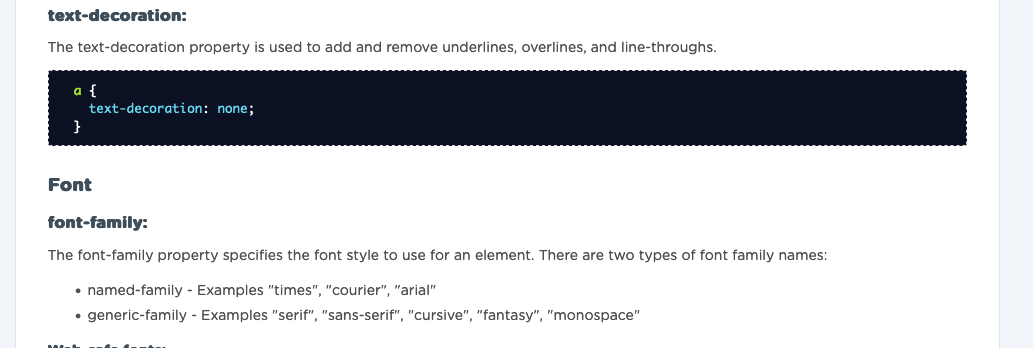 text-decoration:
The text-decoration property is used to add and remove underlines, overlines, and line-throughs.
a {
  text-decoration: none;
}
Font
font-family:
The font-family property specifies the font style to use for an element. There are two types of font family names:
• named-family - Examples "times", "courier", "arial"
• generic-family - Examples "serif", "sans-serif", "cursive", "fantasy", "monospace"
Web-safe fonts: